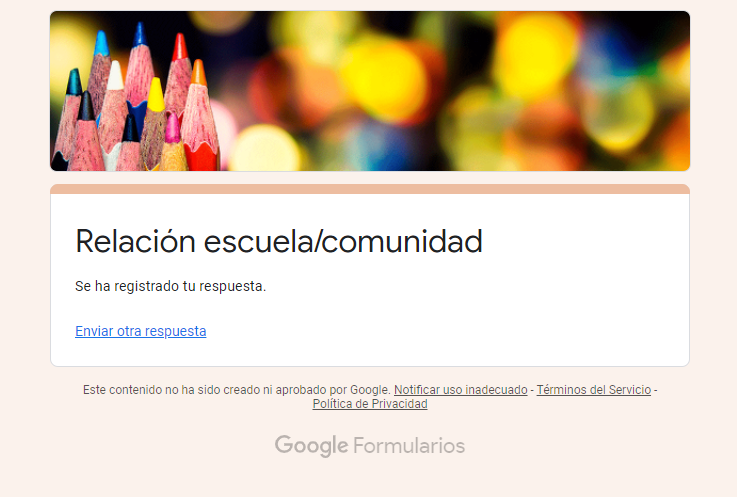 Relación escuela/comunidad
Se ha registrado tu respuesta.
Enviar otra respuesta
Este contenido no ha sido creado ni aprobado por Google. Notificar uso inadecuado - Términos del Servicio -
Política de Privacidad
Google Formularios